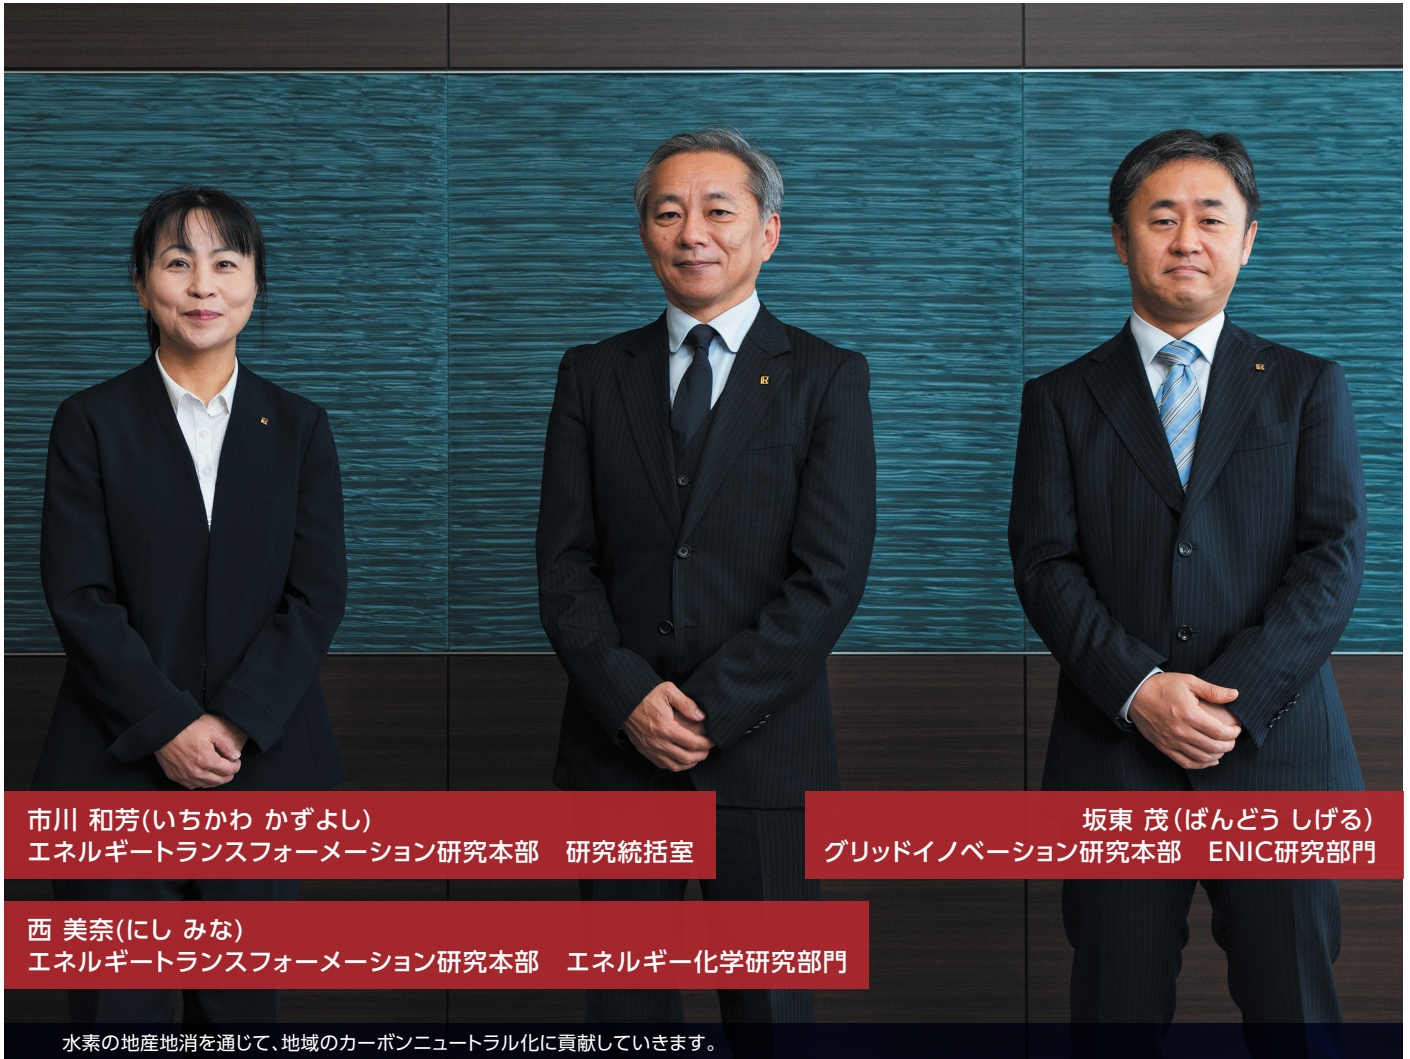 市川 和芳(いちかわ かずよし)
エネルギートランスフォーメーション研究本部　研究統括室
坂東 茂(ばんどう しげる)
グリッドイノベーション研究本部　ENIC研究部門
西 美奈(にし みな)
エネルギートランスフォーメーション研究本部　エネルギー化学研究部門
水素の地産地消を通じて、地域のカーボンニュートラル化に貢献していきます。